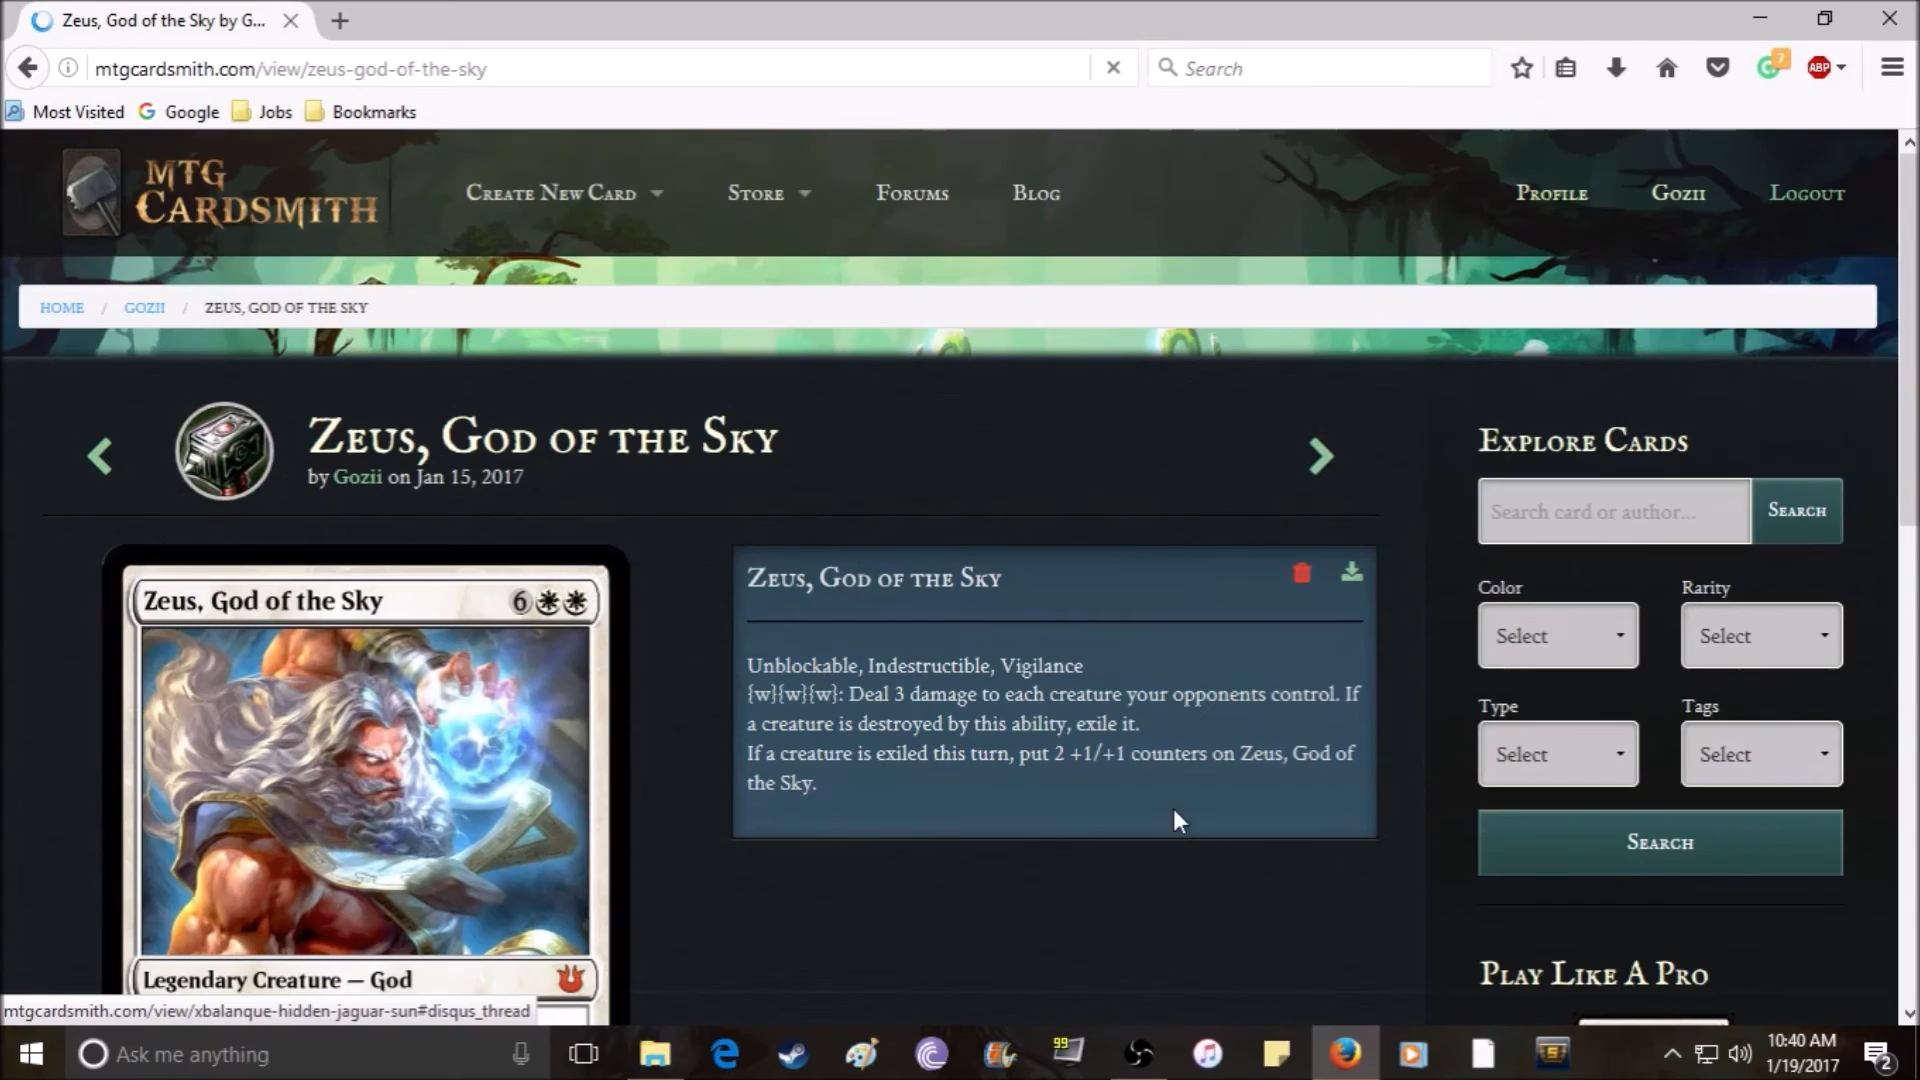 Zeus, God of the Sky by G...
mtgcardsmith.com/view/zeus-god-of-the-sky
Search
7
ABP
Most Visited
Google
Jobs
Bookmarks
MTG
CARDSMITH
CREATE NEW CARD
STORE
FORUMS
BLOG
PROFILE
GOZII
LOGOUT
HOME / GOZII / ZEUS, GOD OF THE SKY
ZEUS, GOD OF THE SKY
by Gozii on Jan 15, 2017
Zeus, God of the Sky 6
Legendary Creature — God
ZEUS, GOD OF THE SKY
Unblockable, Indestructible, Vigilance
{w}{w}{w}: Deal 3 damage to each creature your opponents control. If
a creature is destroyed by this ability, exile it.
If a creature is exiled this turn, put 2 +1/+1 counters on Zeus, God of
the Sky.
EXPLORE CARDS
Search card or author...
SEARCH
Color
Rarity
Select
Select
Type
Tags
Select
Select
SEARCH
PLAY LIKE A PRO
mtgcardsmith.com/view/xbalanque-hidden-jaguar-sun#disqus_thread
Ask me anything
99
10:40 AM
1/19/2017
2